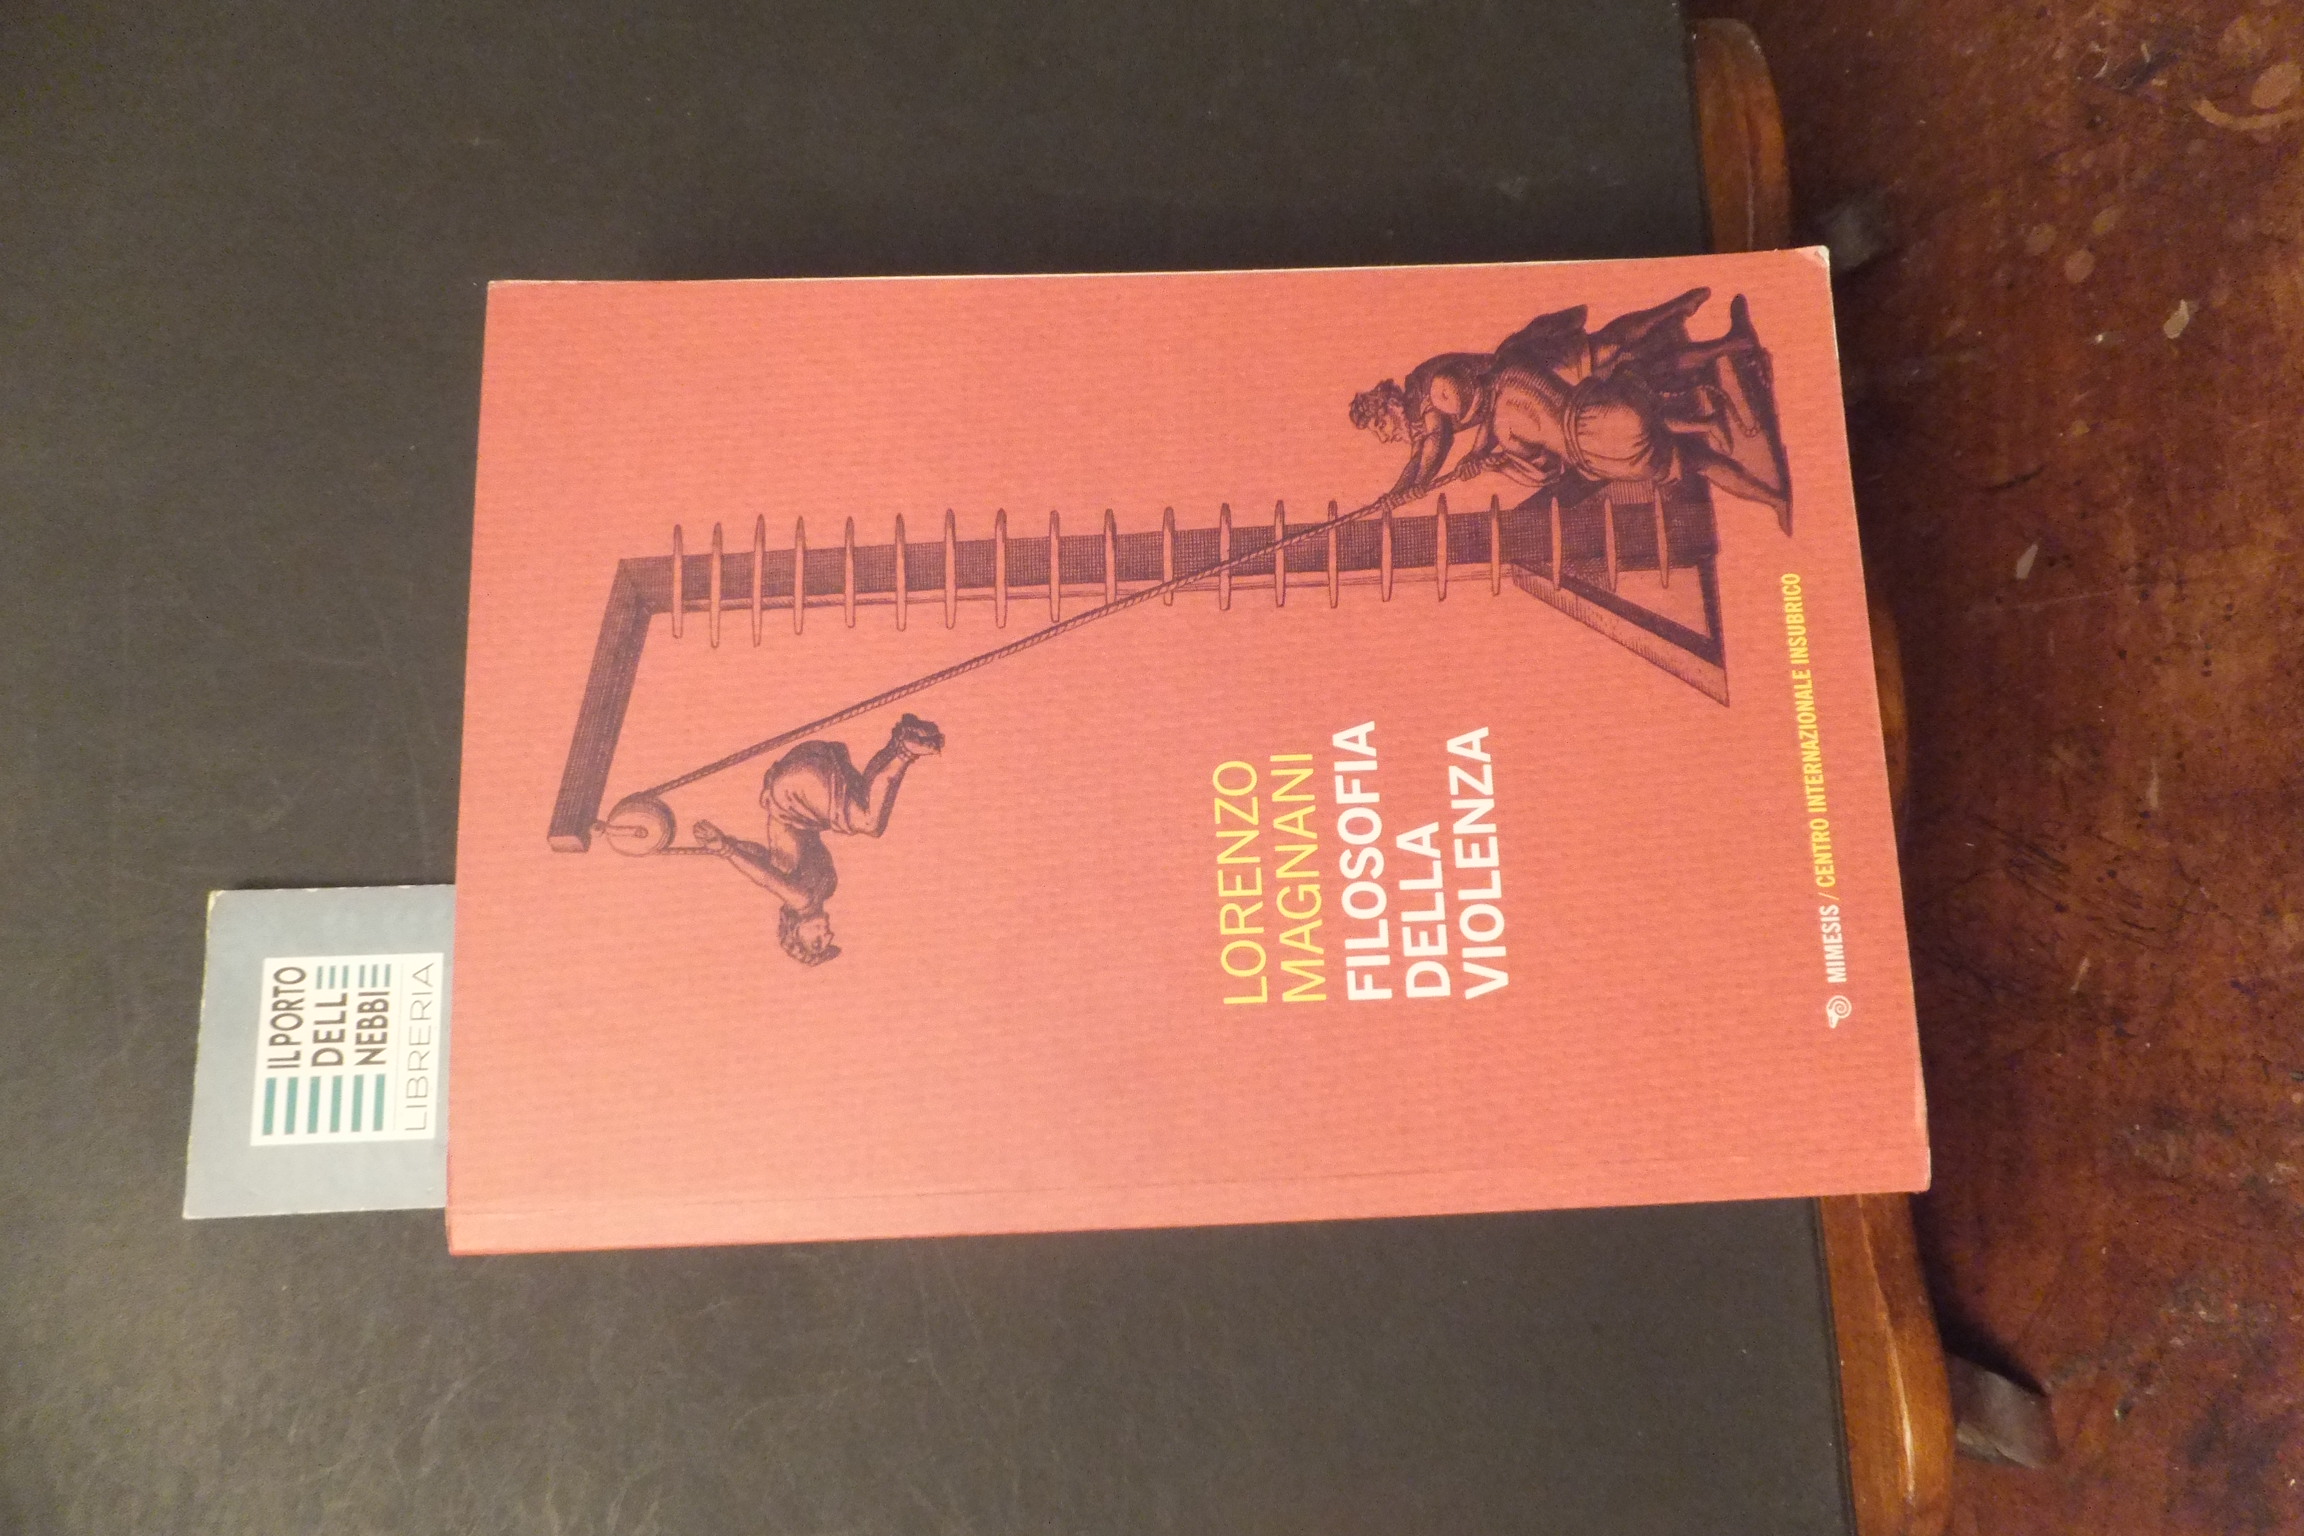 IL PORTO
DELLE
NEBBIE
LIBRERIA
LORENZO
MAGNANI
FILOSOFIA
DELLA
VIOLENZA
MIMESIS / CENTRO INTERNAZIONALE INSUBRICO